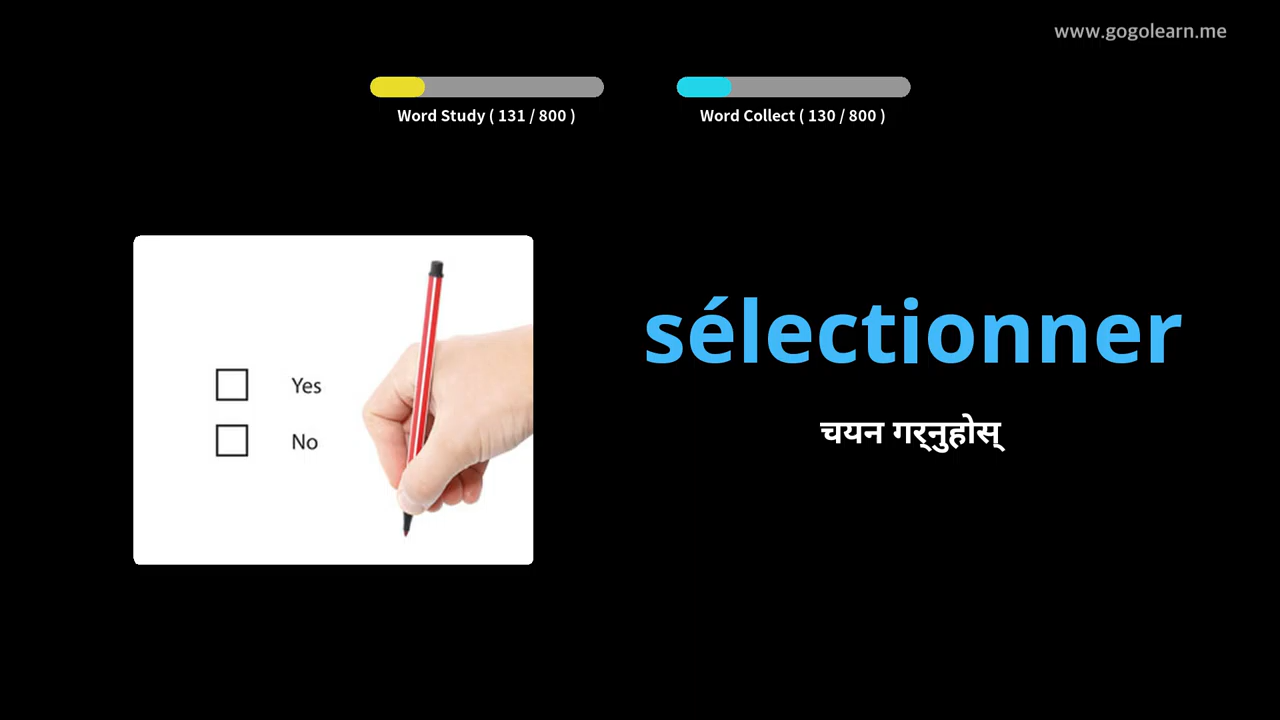 www.gogolearn.me
Word Study ( 131 / 800 )
Word Collect ( 130 / 800 )
sélectionner
चयन गर्नुहोस्
Yes
No